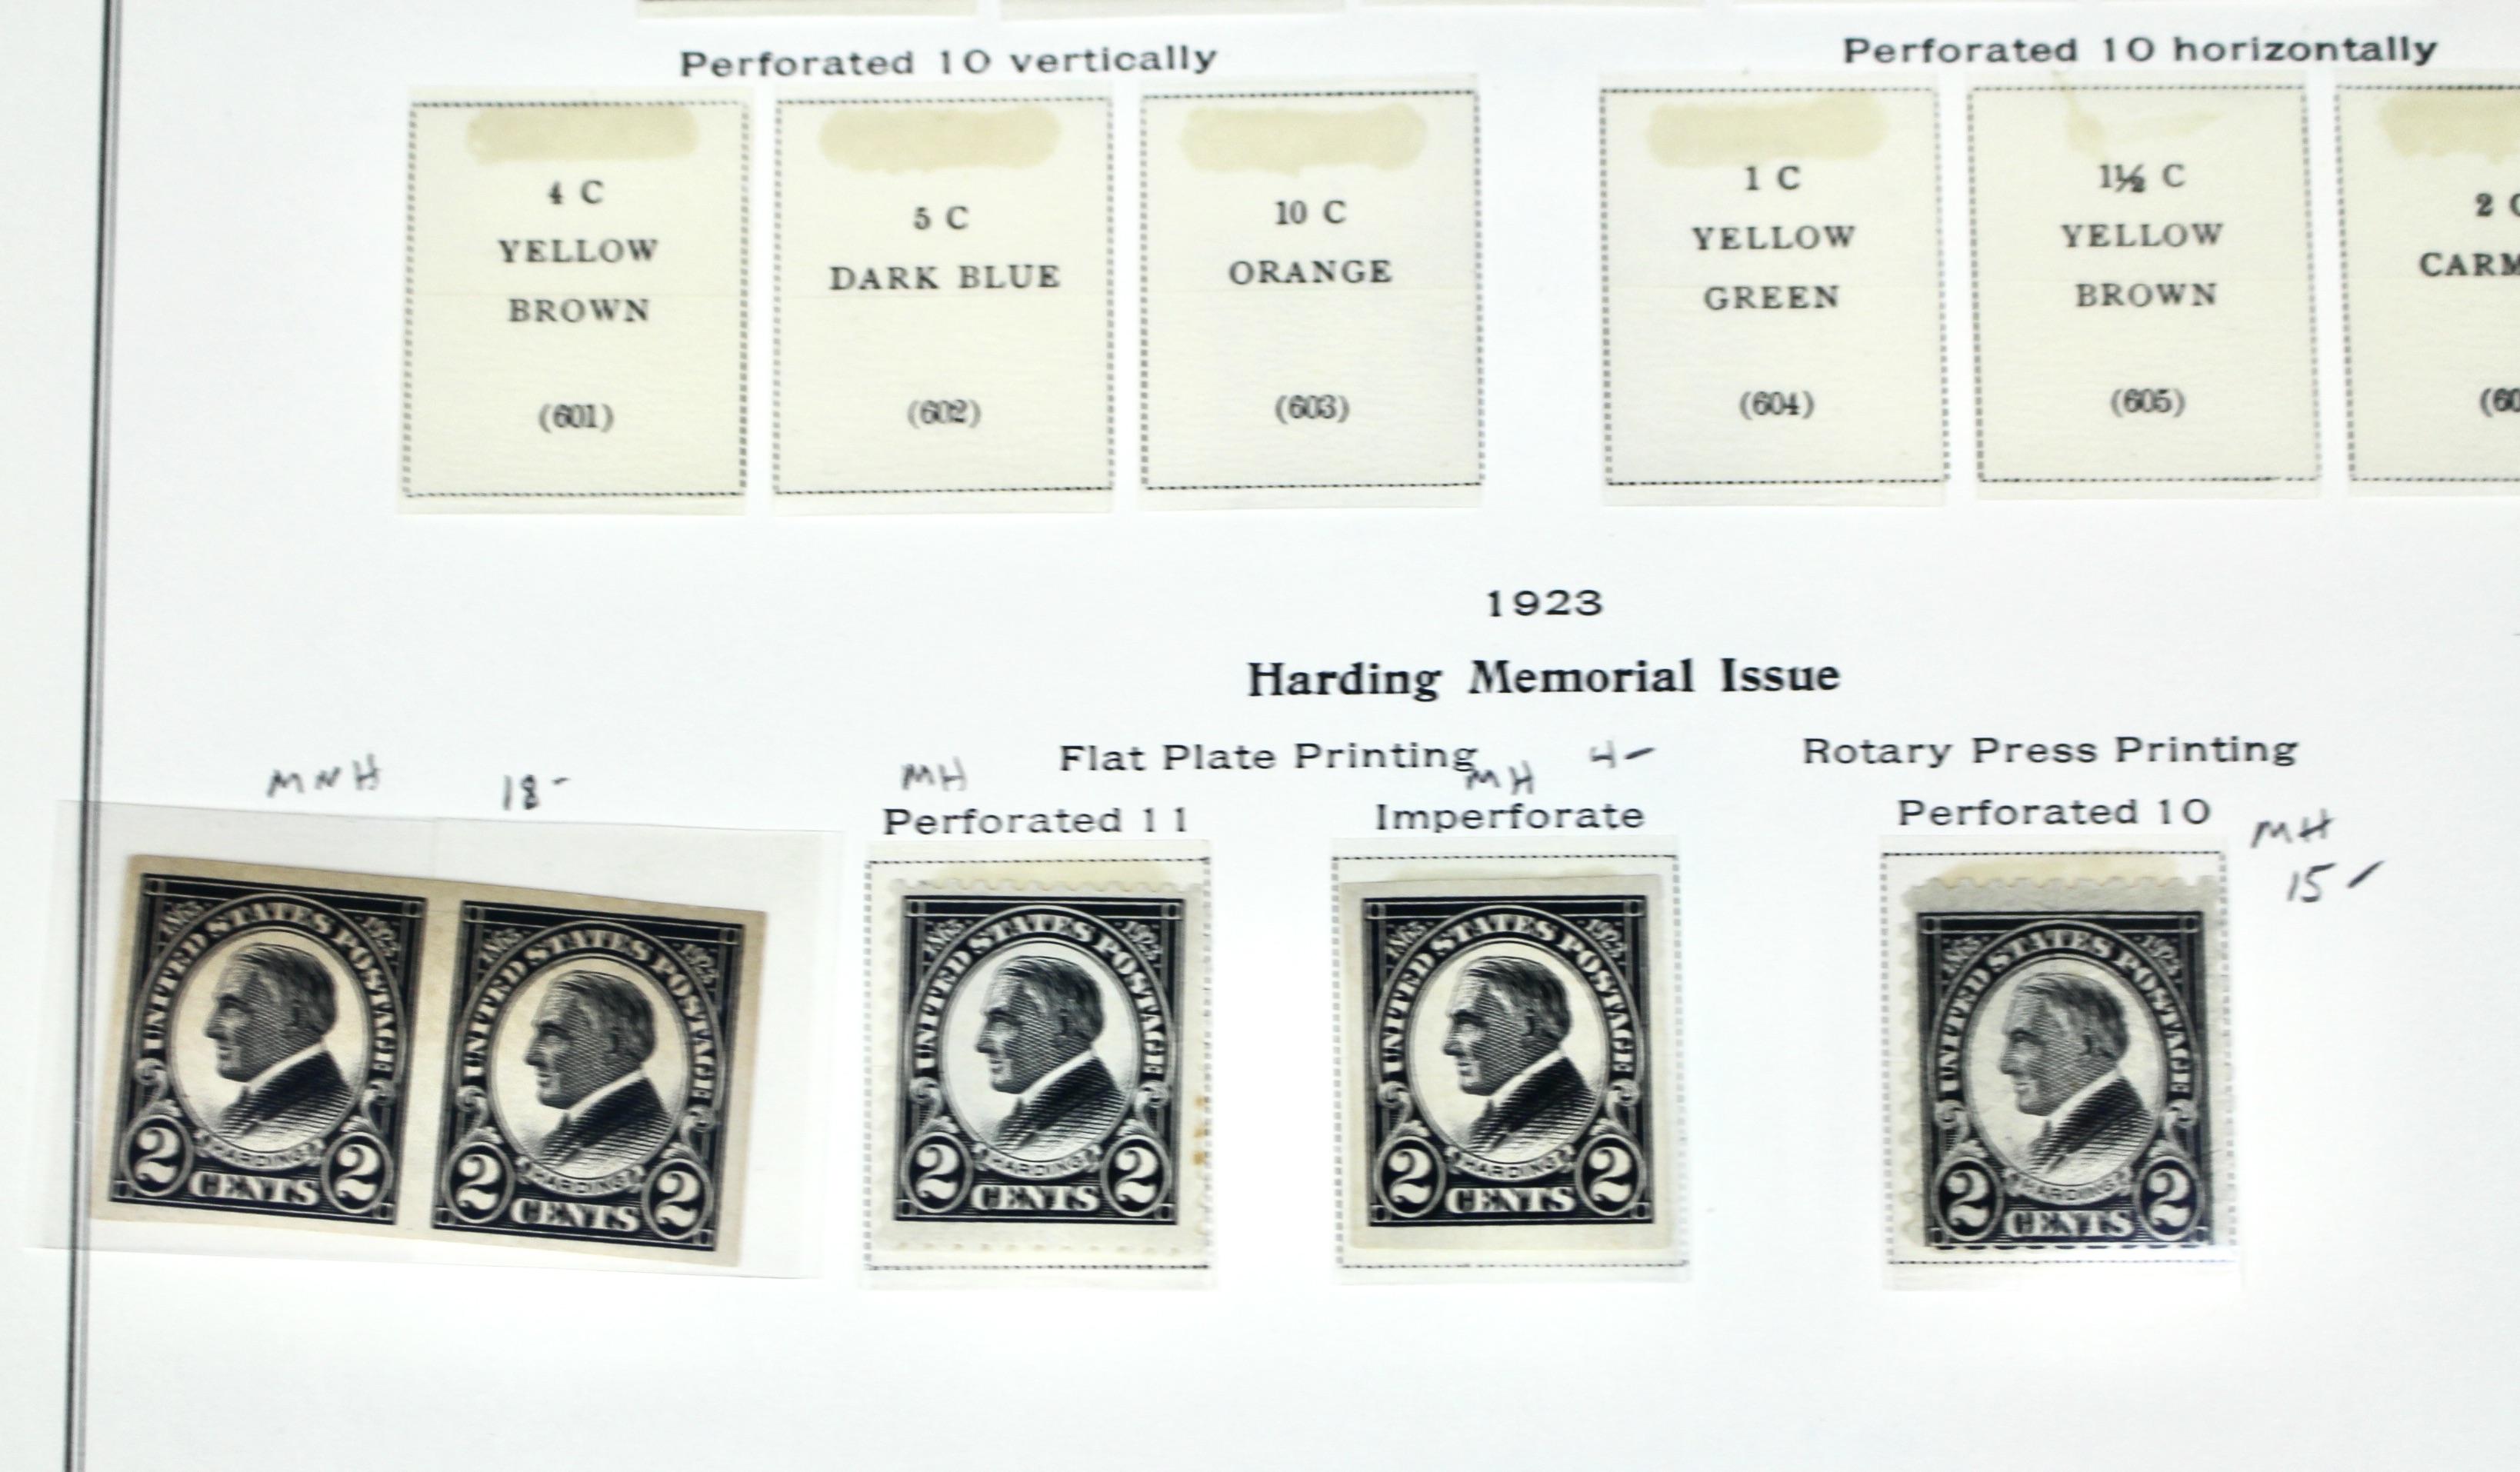 Perforated 10 vertically
Perforated 10 horizontally
4 C
YELLOW
BROWN
(601)
5 C
DARK BLUE
(602)
10 C
ORANGE
(603)
1 C
YELLOW
GREEN
(604)
1½ C
YELLOW
BROWN
(605)
2 C
CARM
(60
1923
Harding Memorial Issue
Flat Plate Printing
Rotary Press Printing
MNH 18-
MH
Perforated 11
MH 4-
Imperforate
Perforated 10
MH
15-
1865 1923
UNITED STATES POSTAGE
HARDING
2 CENTS 2
1865 1923
UNITED STATES POSTAGE
HARDING
2 CENTS 2
1865 1923
UNITED STATES POSTAGE
HARDING
2 CENTS 2
1865 1923
UNITED STATES POSTAGE
HARDING
2 CENTS 2
1865 1923
UNITED STATES POSTAGE
HARDING
2 CENTS 2